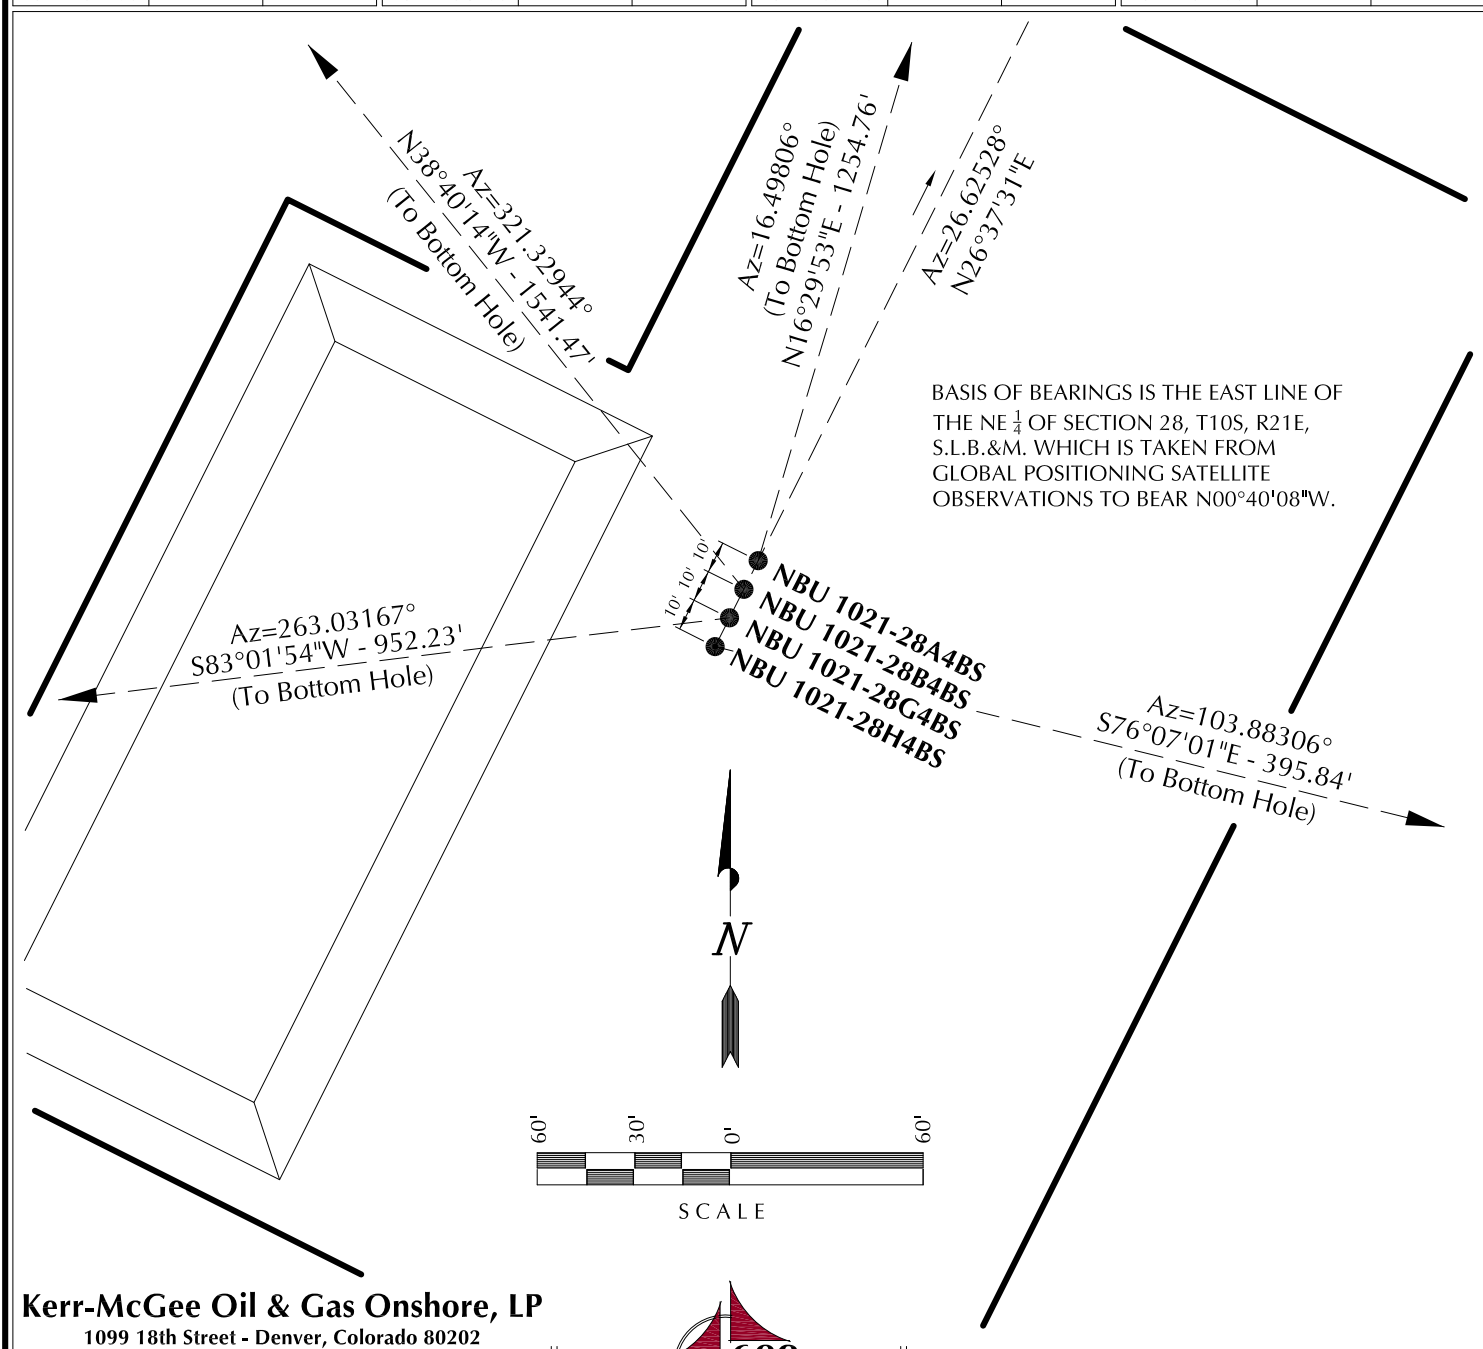 Az=321.32944°
N38°40'14"W - 1541.47'
(To Bottom Hole)
Az=16.49806°
(To Bottom Hole)
N16°29'53"E - 1254.76'
Az=26.62528°
N26°37'31"E
BASIS OF BEARINGS IS THE EAST LINE OF
THE NE 1/4 OF SECTION 28, T10S, R21E,
S.L.B.&M. WHICH IS TAKEN FROM
GLOBAL POSITIONING SATELLITE
OBSERVATIONS TO BEAR N00°40'08"W.
10'
10'
10'
NBU 1021-28A4BS
NBU 1021-28B4BS
NBU 1021-28G4BS
NBU 1021-28H4BS
Az=263.03167°
S83°01'54"W - 952.23'
(To Bottom Hole)
Az=103.88306°
S76°07'01"E - 395.84'
(To Bottom Hole)
N
60' 30' 0' 60'
SCALE
Kerr-McGee Oil & Gas Onshore, LP
1099 18th Street - Denver, Colorado 80202